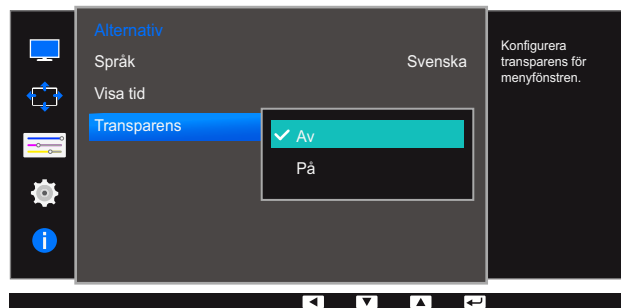 Alternativ
Språk Svenska
Visa tid
Transparens
Av
På
Konfigurera
transparens för
menyfönstren.